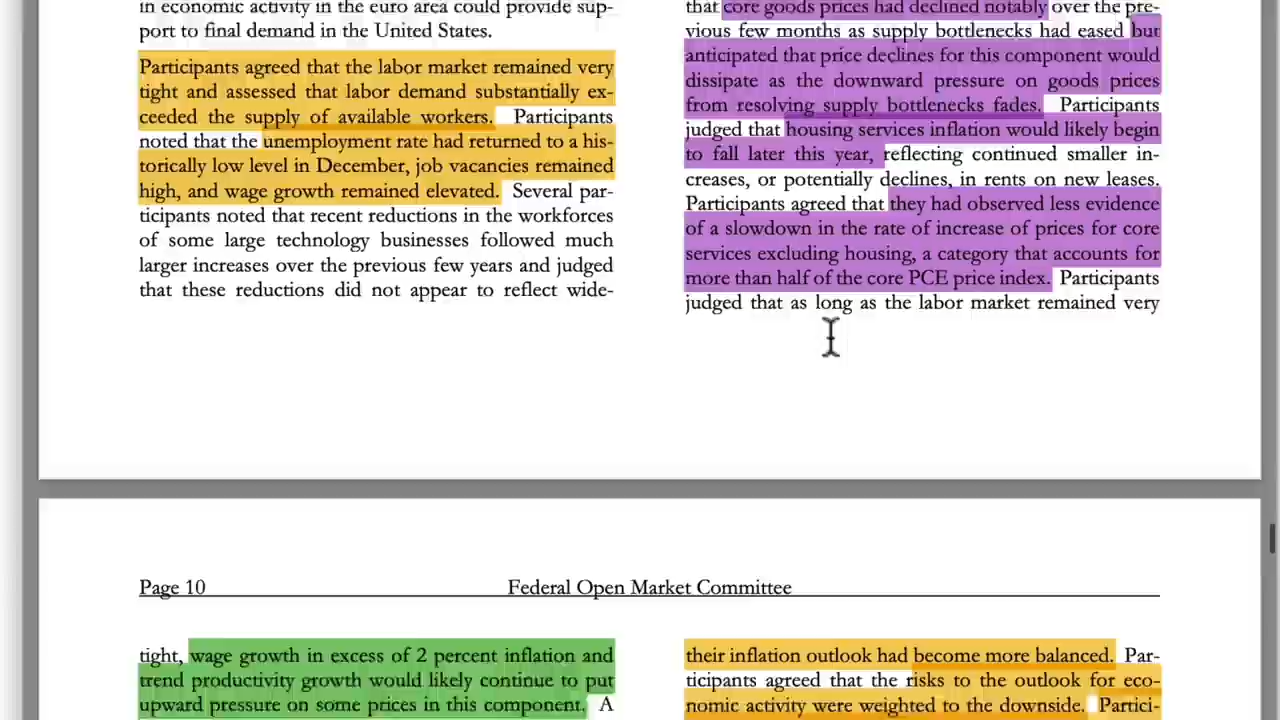 in economic activity in the euro area could provide sup-
port to final demand in the United States.
Participants agreed that the labor market remained very
tight and assessed that labor demand substantially ex-
ceeded the supply of available workers. Participants
noted that the unemployment rate had returned to a his-
torically low level in December, job vacancies remained
high, and wage growth remained elevated. Several par-
ticipants noted that recent reductions in the workforces
of some large technology businesses followed much
larger increases over the previous few years and judged
that these reductions did not appear to reflect wide-
that core goods prices had declined notably over the pre-
vious few months as supply bottlenecks had eased but
anticipated that price declines for this component would
dissipate as the downward pressure on goods prices
from resolving supply bottlenecks fades. Participants
judged that housing services inflation would likely begin
to fall later this year, reflecting continued smaller in-
creases, or potentially declines, in rents on new leases.
Participants agreed that they had observed less evidence
of a slowdown in the rate of increase of prices for core
services excluding housing, a category that accounts for
more than half of the core PCE price index. Participants
judged that as long as the labor market remained very
Page 10 Federal Open Market Committee
tight, wage growth in excess of 2 percent inflation and
trend productivity growth would likely continue to put
upward pressure on some prices in this component. A
their inflation outlook had become more balanced. Par-
ticipants agreed that the risks to the outlook for eco-
nomic activity were weighted to the downside. Partici-